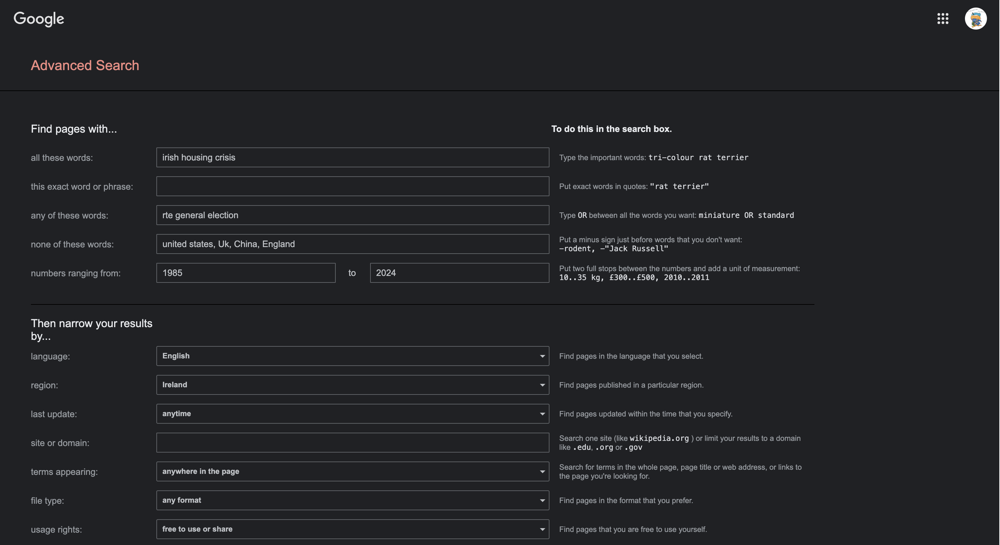 Google
Advanced Search
Find pages with...
To do this in the search box.
all these words:
irish housing crisis
Type the important words: tri-colour rat terrier
this exact word or phrase:
Put exact words in quotes: "rat terrier"
any of these words:
rte general election
Type OR between all the words you want: miniature OR standard
none of these words:
united states, Uk, China, England
Put a minus sign just before words that you don't want:
-rodent, -"Jack Russell"
numbers ranging from:
1985
to
2024
Put two full stops between the numbers and add a unit of measurement:
10..35 kg, £300..£500, 2010..2011
Then narrow your results
by...
language:
English
Find pages in the language that you select.
region:
Ireland
Find pages published in a particular region.
last update:
anytime
Find pages updated within the time that you specify.
site or domain:
Search one site (like wikipedia.org ) or limit your results to a domain
like .edu, .org or .gov
terms appearing:
anywhere in the page
Search for terms in the whole page, page title or web address, or links to
the page you're looking for.
file type:
any format
Find pages in the format that you prefer.
usage rights:
free to use or share
Find pages that you are free to use yourself.